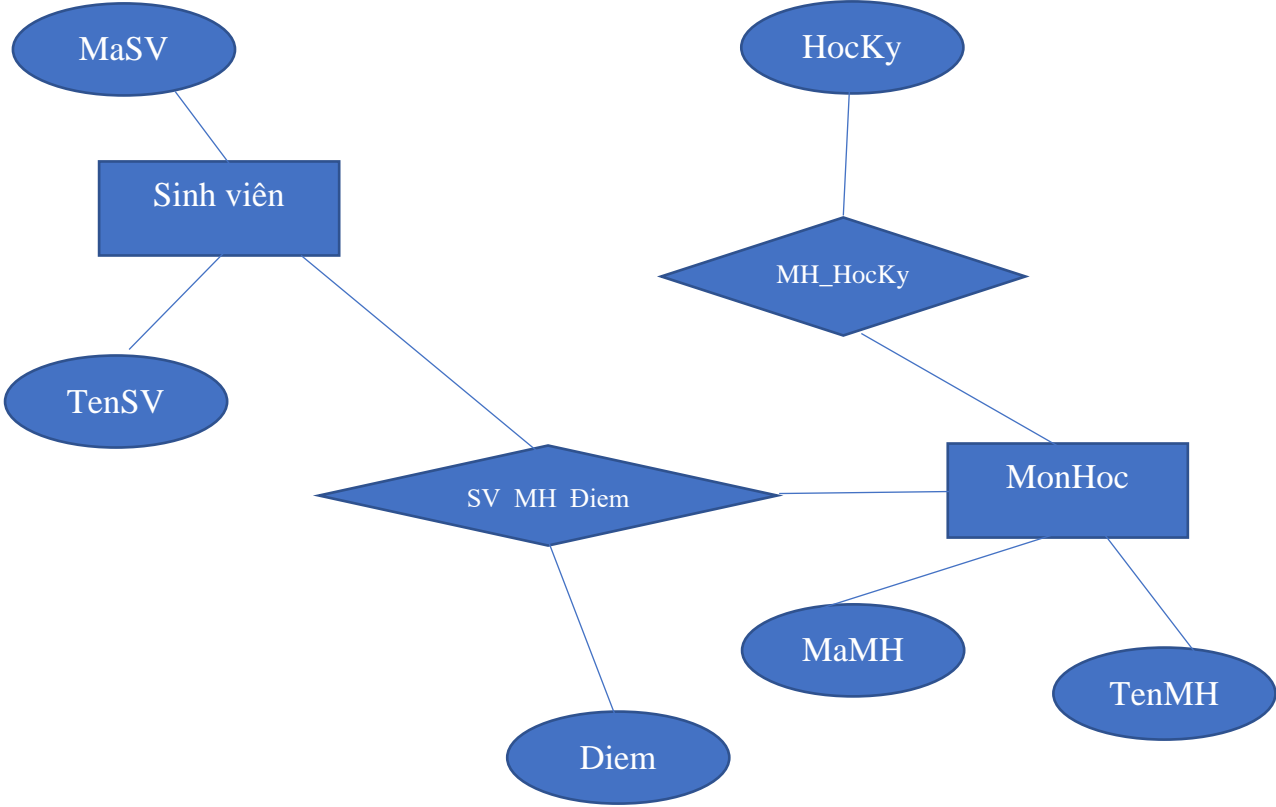 MaSV
HocKy
Sinh viên
MH_HocKy
TenSV
SV MH Điem
MonHoc
MaMH
TenMH
Diem